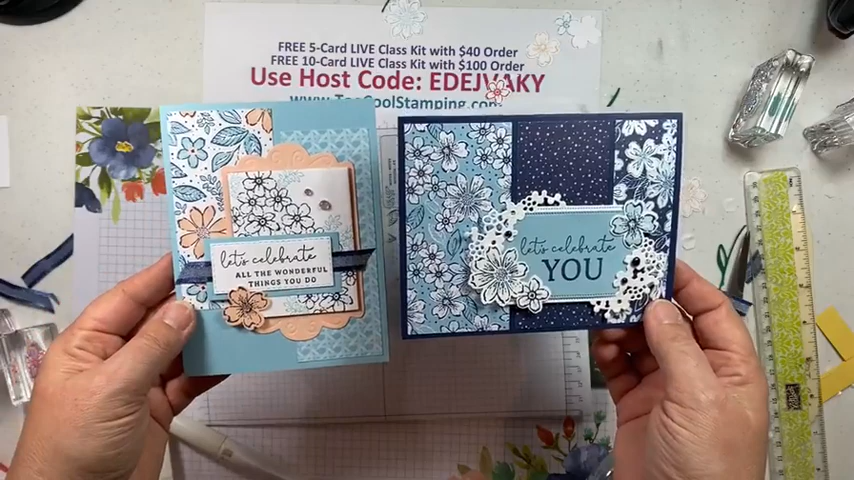 FREE 5-Card LIVE Class Kit with $40 Order
FREE 10-Card LIVE Class Kit with $100 Order
Use Host Code: EDEJVAKY
let's celebrate
ALL THE WONDERFUL
THINGS YOU DO
let's celebrate
YOU